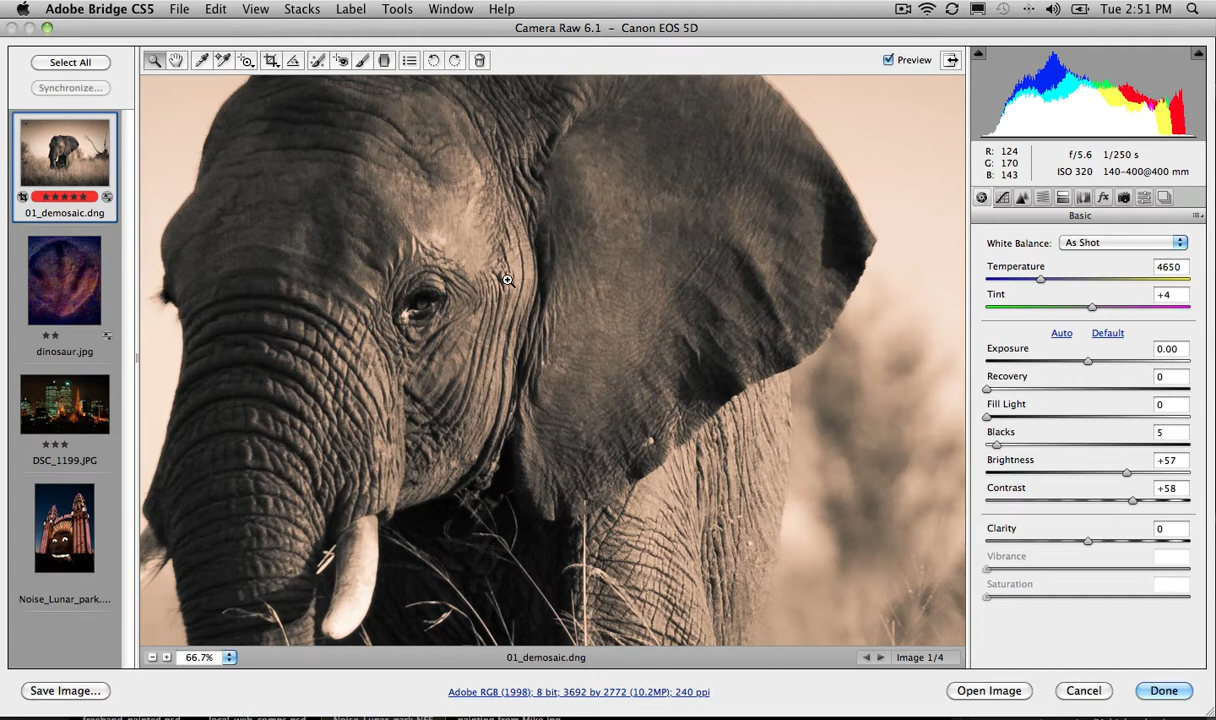 Adobe Bridge CS5 File Edit View Stacks Label Tools Window Help Tue 2:51 PM
Camera Raw 6.1 - Canon EOS 5D
Select All
Synchronize...
Preview
01_demosaic.dng
dinosaur.jpg
DSC_1199.JPG
Noise_Lunar_park....
66.7%
01_demosaic.dng
Image 1/4
R: 124
G: 170
B: 143
f/5.6 1/250 s
ISO 320 140-400@400 mm
Basic
White Balance: As Shot
Temperature 4650
Tint +4
Auto Default
Exposure 0.00
Recovery 0
Fill Light 0
Blacks 5
Brightness +57
Contrast +58
Clarity 0
Vibrance
Saturation
Save Image...
Adobe RGB (1998); 8 bit; 3692 by 2772 (10.2MP); 240 ppi
Open Image Cancel Done